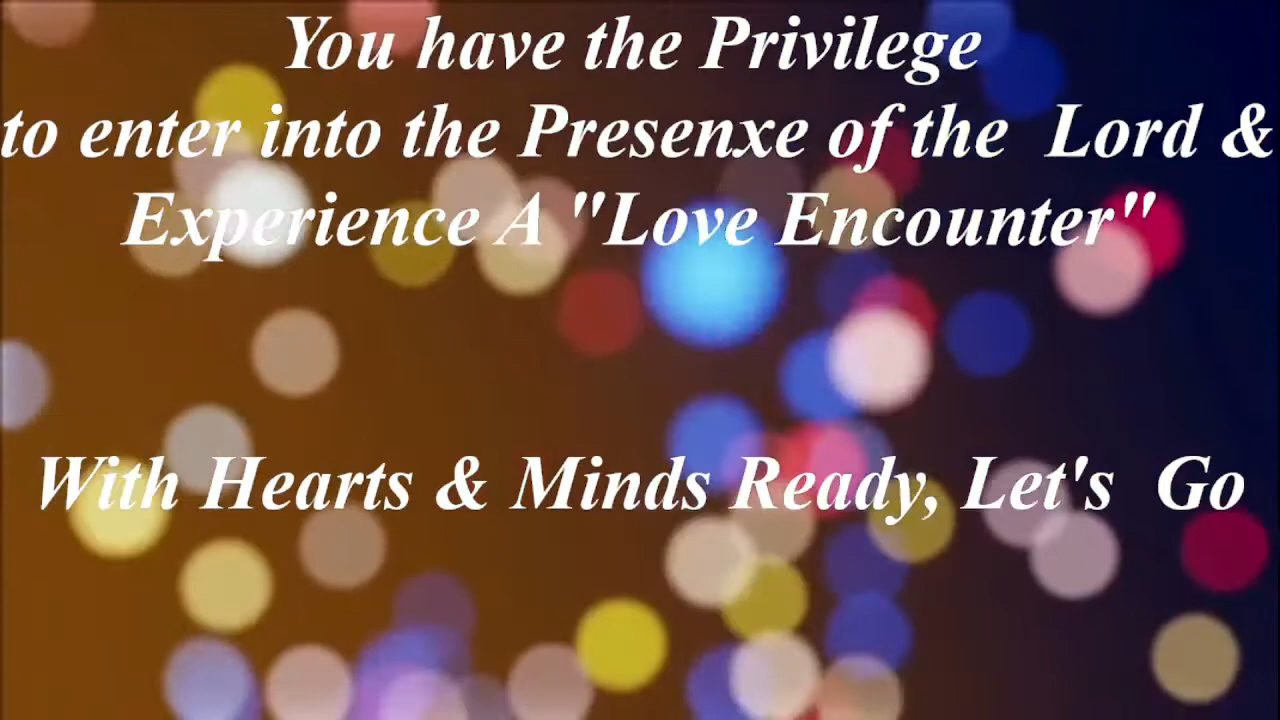 You have the Privilege
to enter into the Presenxe of the  Lord &
Experience A "Love Encounter"
With Hearts & Minds Ready, Let's  Go